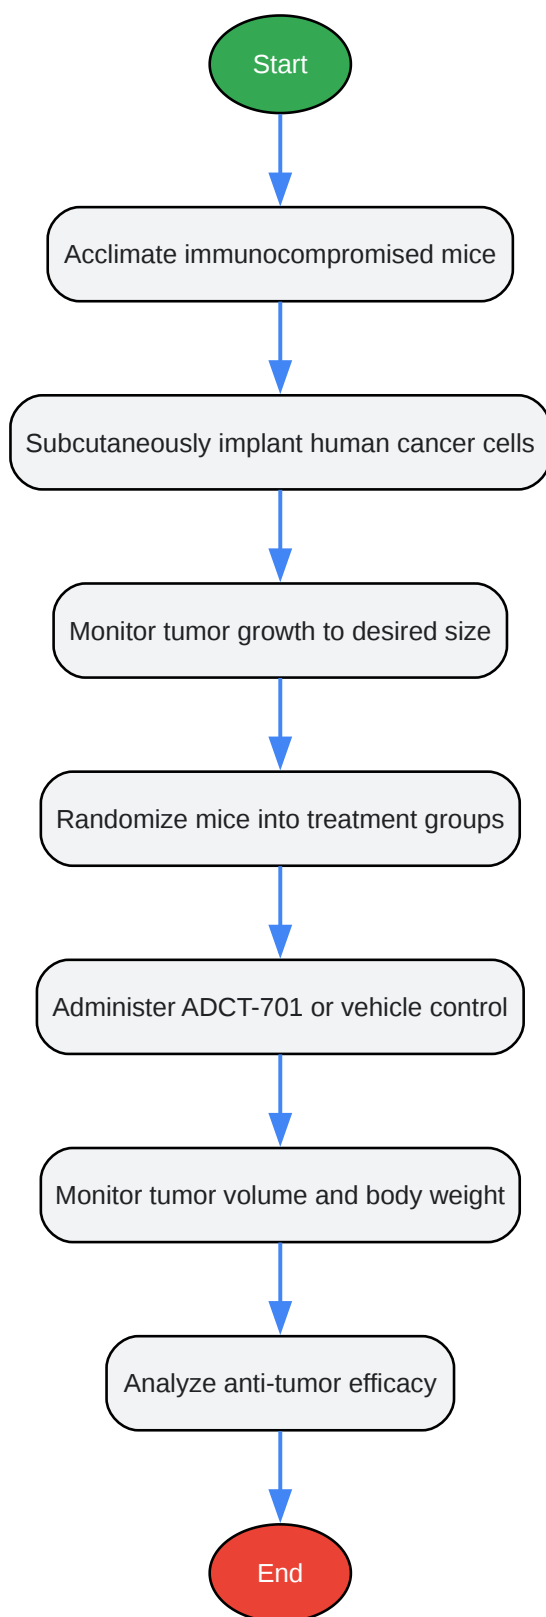 Start
Acclimate immunocompromised mice
Subcutaneously implant human cancer cells
Monitor tumor growth to desired size
Randomize mice into treatment groups
Administer ADCT-701 or vehicle control
Monitor tumor volume and body weight
Analyze anti-tumor efficacy
End